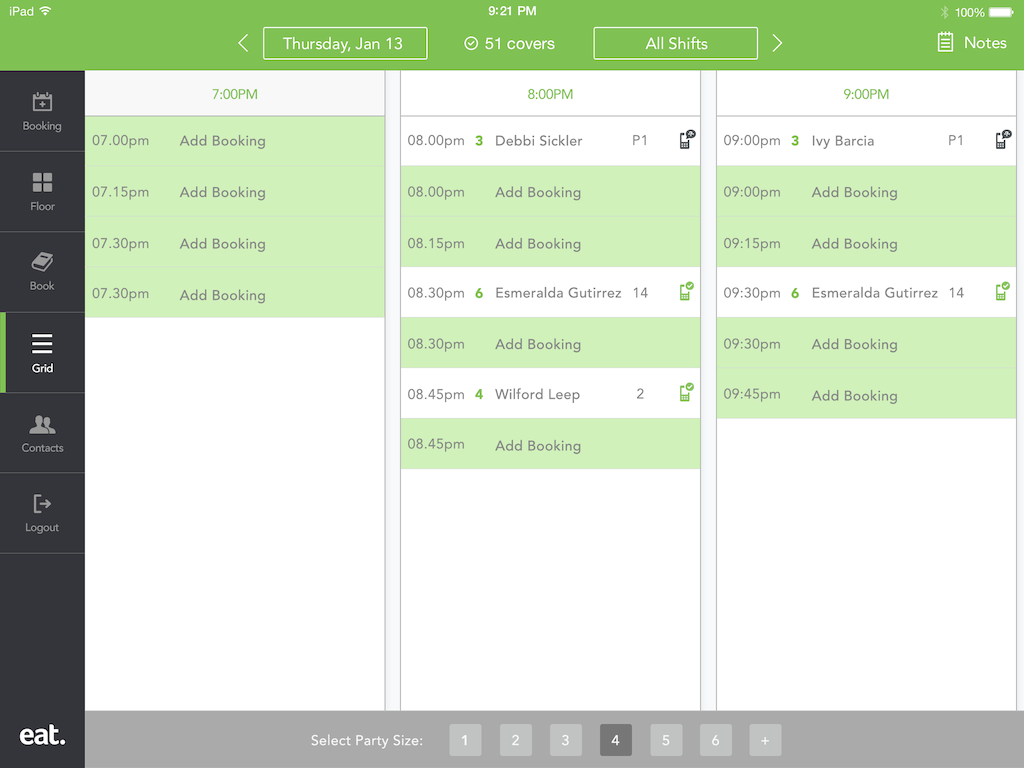 iPad 9:21 PM 100%
Thursday, Jan 13 51 covers All Shifts Notes
Booking
Floor
Book
Grid
Contacts
Logout
eat.
7:00PM
07.00pm Add Booking
07.15pm Add Booking
07.30pm Add Booking
07.30pm Add Booking
8:00PM
08.00pm 3 Debbi Sickler P1
08.00pm Add Booking
08.15pm Add Booking
08.30pm 6 Esmeralda Gutirrez 14
08.30pm Add Booking
08.45pm 4 Wilford Leep 2
08.45pm Add Booking
9:00PM
09:00pm 3 Ivy Barcia P1
09:00pm Add Booking
09:15pm Add Booking
09:30pm 6 Esmeralda Gutirrez 14
09:30pm Add Booking
09:45pm Add Booking
Select Party Size: 1 2 3 4 5 6 +